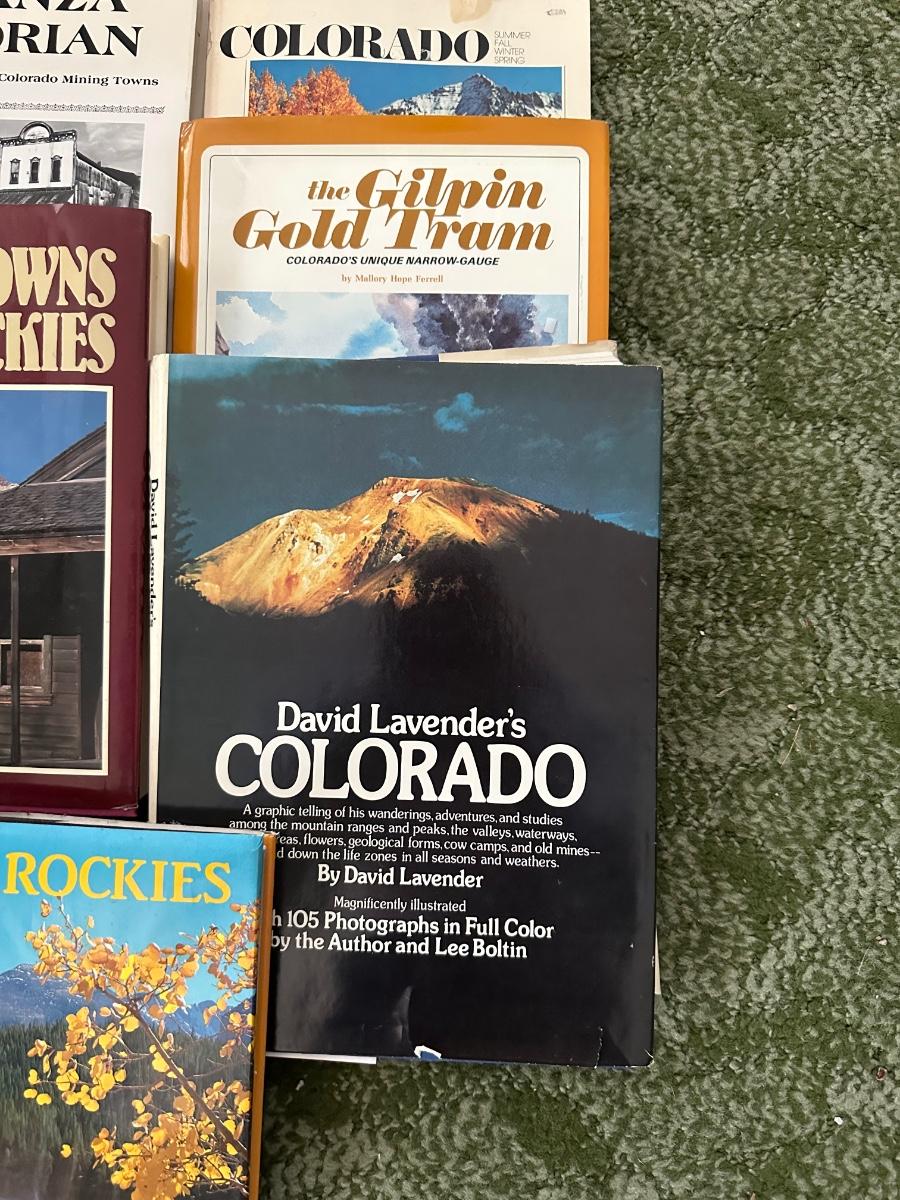 ORIAN
Colorado Mining Towns
COLORADO
SUMMER
FALL
WINTER
SPRING
the Gilpin
Gold Tram
COLORADO'S UNIQUE NARROW-GAUGE
by Mallory Hope Ferrell
OWNS
CKIES
David Lavender's
David Lavender's
COLORADO
A graphic telling of his wanderings, adventures, and studies
among the mountain ranges and peaks, the valleys, waterways,
eas, flowers, geological forms, cow camps, and old mines--
d down the life zones in all seasons and weathers.
By David Lavender
Magnificently illustrated
h 105 Photographs in Full Color
by the Author and Lee Boltin
ROCKIES